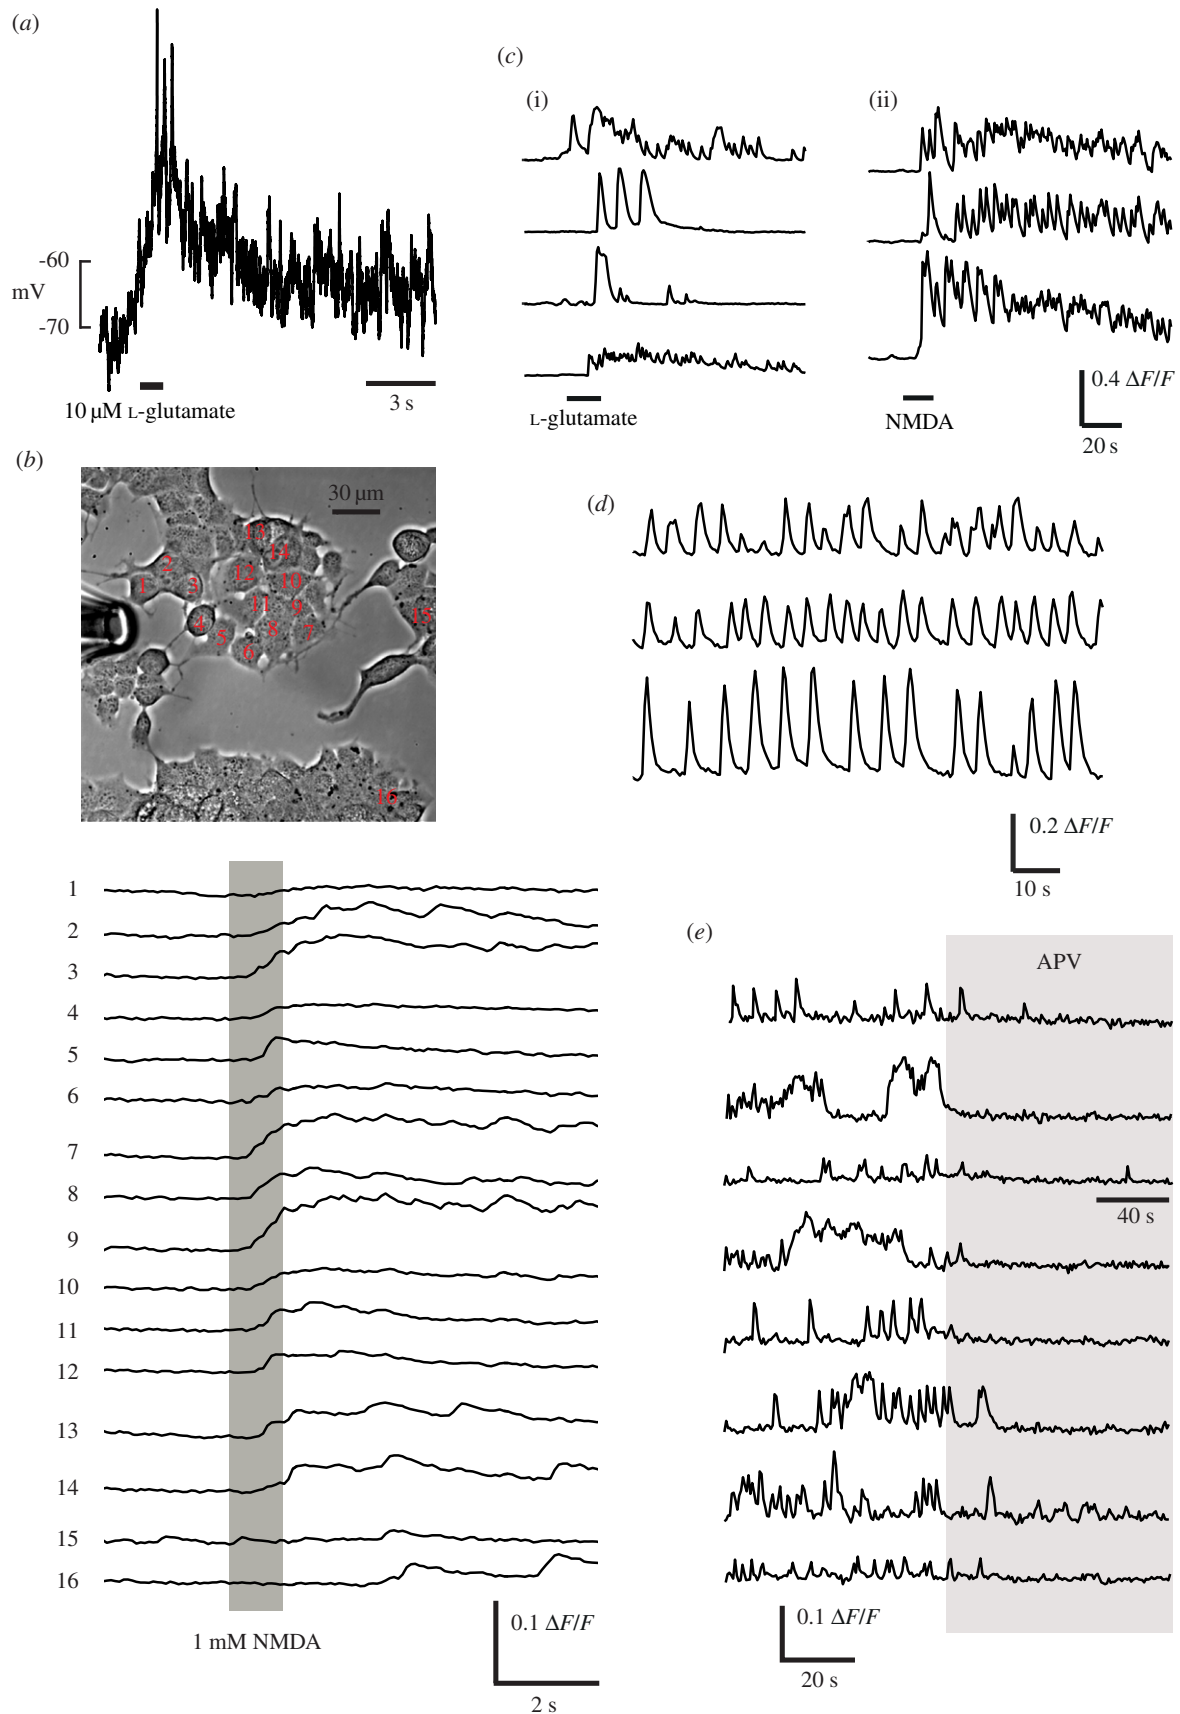 (a)
-60
mV
-70
10 µM L-glutamate
3 s
(c)
(i)
(ii)
L-glutamate
NMDA
0.4 ΔF/F
20 s
(b)
30 µm
13
14
2
12
10
1
3
11
9
15
4
5
8
7
6
16
(d)
0.2 ΔF/F
10 s
1
2
3
4
5
6
7
8
9
10
11
12
13
14
15
16
1 mM NMDA
0.1 ΔF/F
2 s
(e)
APV
40 s
0.1 ΔF/F
20 s